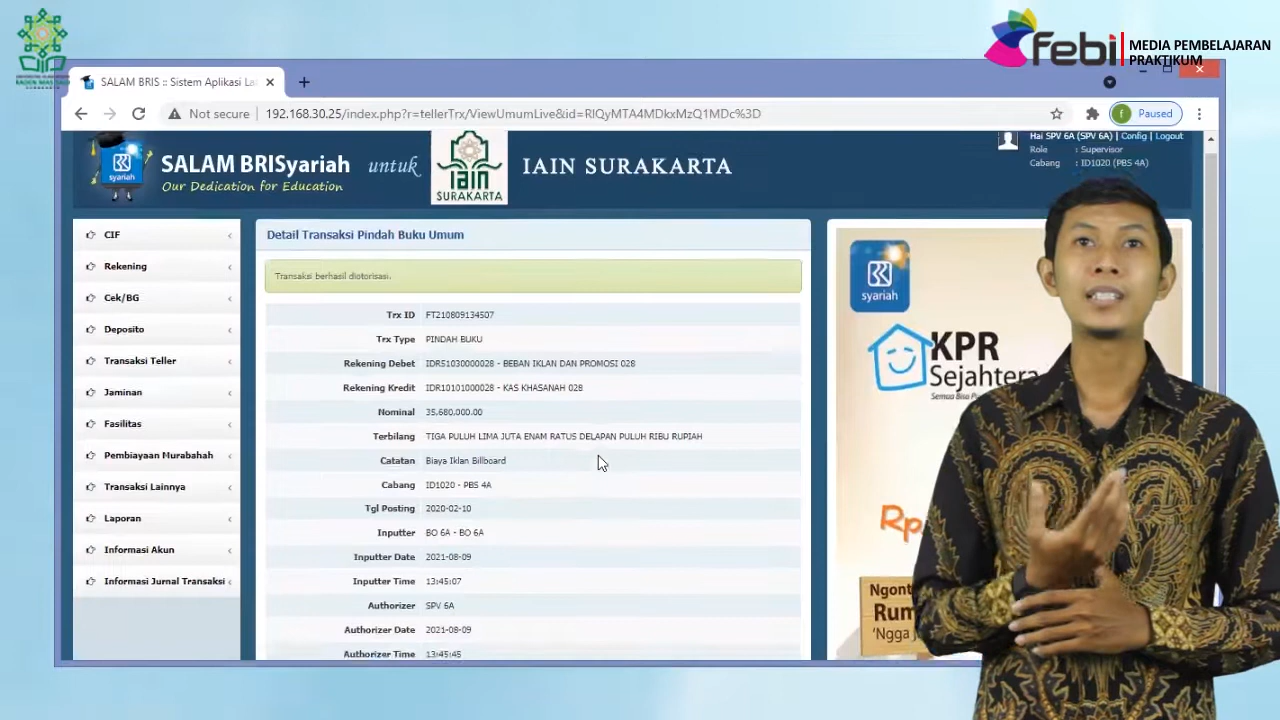 febi
MEDIA PEMBELAJARAN
PRAKTIKUM
SALAM BRIS :: Sistem Aplikasi La
Not secure
192.168.30.25/index.php?r=tellerTrx/ViewUmumLive&id=RlQyMTA4MDkxMzQ1MDc%3D
Paused
syariah
SALAM BRISyariah
Our Dedication for Education
untuk
iain
SURAKARTA
IAIN SURAKARTA
Hai SPV 6A (SPV 6A) | Config | Logout
Role : Supervisor
Cabang : ID1020 (PBS 4A)
CIF
Rekening
Cek/BG
Deposito
Transaksi Teller
Jaminan
Fasilitas
Pembiayaan Murabahah
Transaksi Lainnya
Laporan
Informasi Akun
Informasi Jurnal Transaksi
Detail Transaksi Pindah Buku Umum
Transaksi berhasil diotorisasi.
Trx ID FT210809134507
Trx Type PINDAH BUKU
Rekening Debet IDR51030000028 - BEBAN IKLAN DAN PROMOSI 028
Rekening Kredit IDR10101000028 - KAS KHASANAH 028
Nominal 35,680,000.00
Terbilang TIGA PULUH LIMA JUTA ENAM RATUS DELAPAN PULUH RIBU RUPIAH
Catatan Biaya Iklan Billboard
Cabang ID1020 - PBS 4A
Tgl Posting 2020-02-10
Inputter BO 6A - BO 6A
Inputter Date 2021-08-09
Inputter Time 13:45:07
Authorizer SPV 6A
Authorizer Date 2021-08-09
Authorizer Time 13:45:45
syariah
KPR
Sejahtera
Semua Bisa
Rp
Ngont
Rum
'Ngga